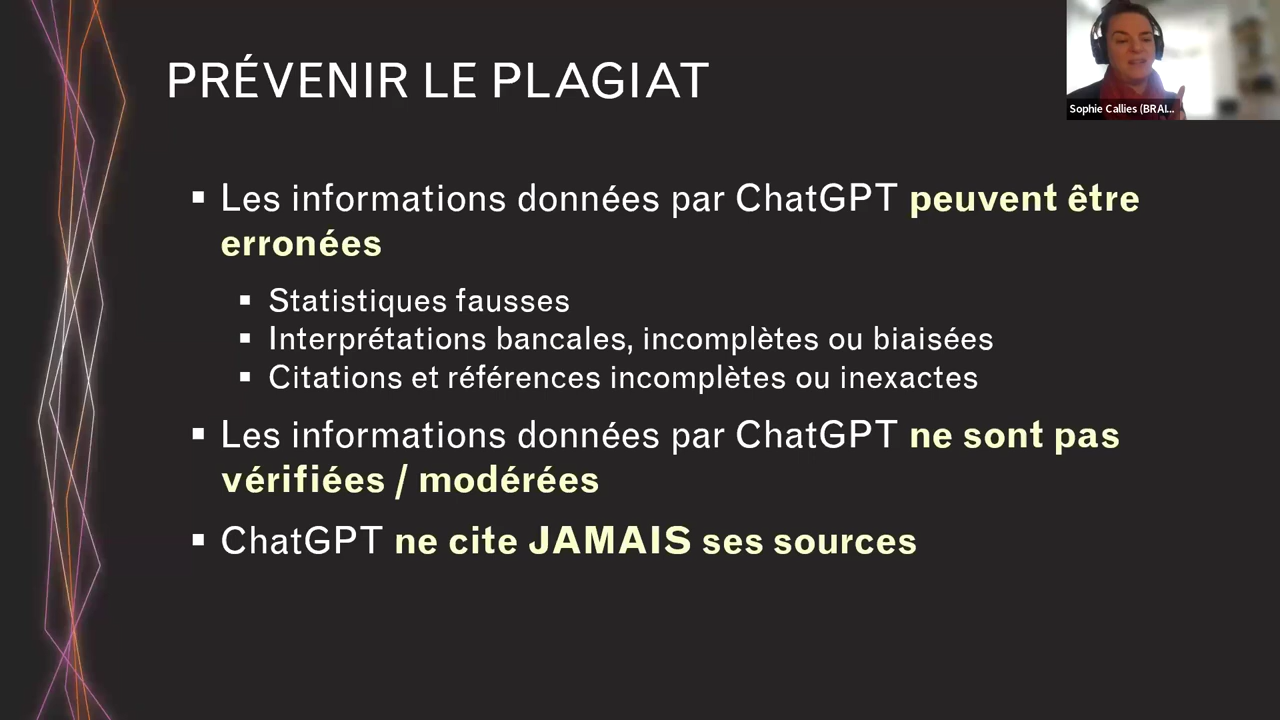 PRÉVENIR LE PLAGIAT
Sophie Callies (BRAI...
▪ Les informations données par ChatGPT peuvent être
erronées
▪ Statistiques fausses
▪ Interprétations bancales, incomplètes ou biaisées
▪ Citations et références incomplètes ou inexactes
▪ Les informations données par ChatGPT ne sont pas
vérifiées / modérées
▪ ChatGPT ne cite JAMAIS ses sources